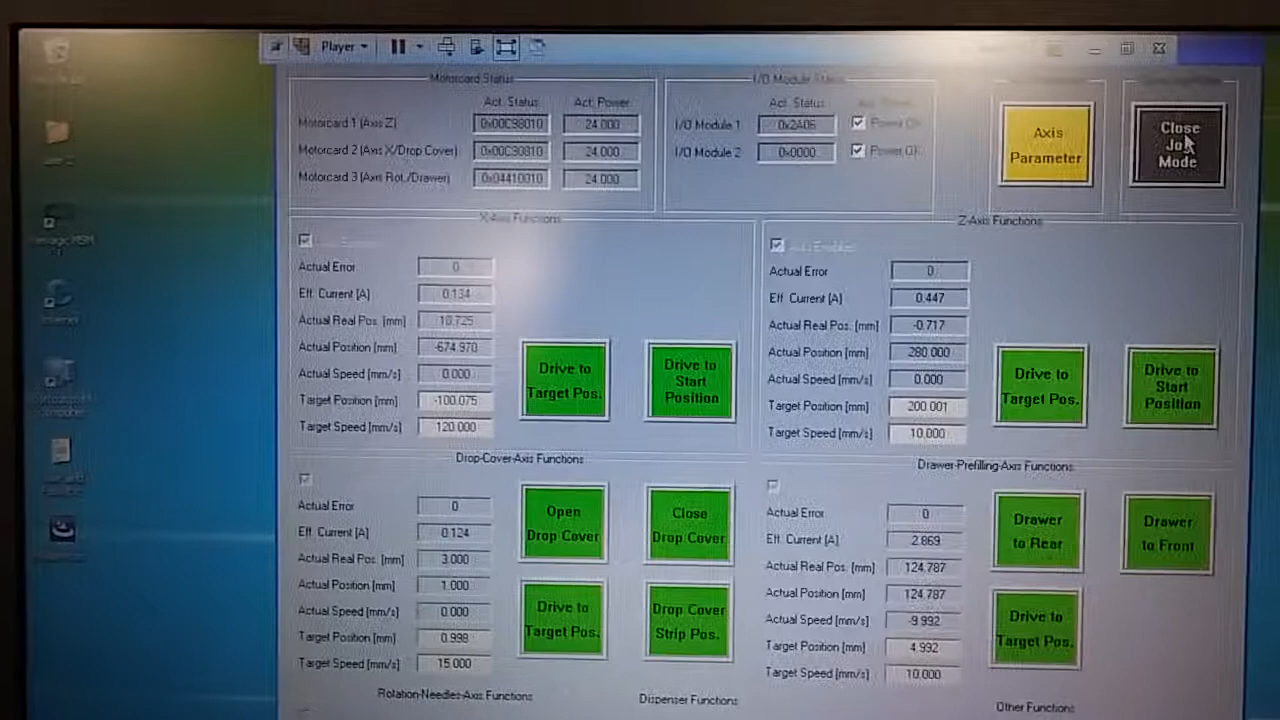 Player
Motorcard Status
Act. Status
Act. Power
Motorcard 1 (Axis Z)
0x00C98010
24.000
Motorcard 2 (Axis X/Drop Cover)
0x00C30810
24.000
Motorcard 3 (Axis Rot./Drawer)
0x04410010
24.000
I/O Module Status
Act. Status
I/O Module 1
0x2A06
Power OK
I/O Module 2
0x0000
Power OK
Axis
Parameter
Close
Jog
Mode
X-Axis Functions
Actual Error
0
Eff. Current [A]
0.134
Actual Real Pos. [mm]
10.725
Actual Position [mm]
-674.970
Actual Speed [mm/s]
0.000
Target Position [mm]
-100.075
Target Speed [mm/s]
120.000
Drive to
Target Pos.
Drive to
Start
Position
Z-Axis Functions
Axis Enabled
Actual Error
0
Eff. Current [A]
0.447
Actual Real Pos. [mm]
-0.717
Actual Position [mm]
280.000
Actual Speed [mm/s]
0.000
Target Position [mm]
200.001
Target Speed [mm/s]
10.000
Drive to
Target Pos.
Drive to
Start
Position
Drop-Cover-Axis Functions
Actual Error
0
Eff. Current [A]
0.124
Actual Real Pos. [mm]
3.000
Actual Position [mm]
1.000
Actual Speed [mm/s]
0.000
Target Position [mm]
0.998
Target Speed [mm/s]
15.000
Open
Drop Cover
Close
Drop Cover
Drive to
Target Pos.
Drop Cover
Strip Pos.
Drawer-Prefilling-Axis Functions
Actual Error
0
Eff. Current [A]
2.869
Actual Real Pos. [mm]
124.787
Actual Position [mm]
124.787
Actual Speed [mm/s]
-9.992
Target Position [mm]
4.992
Target Speed [mm/s]
10.000
Drawer
to Rear
Drawer
to Front
Drive to
Target Pos.
Rotation-Needles-Axis Functions
Dispenser Functions
Other Functions